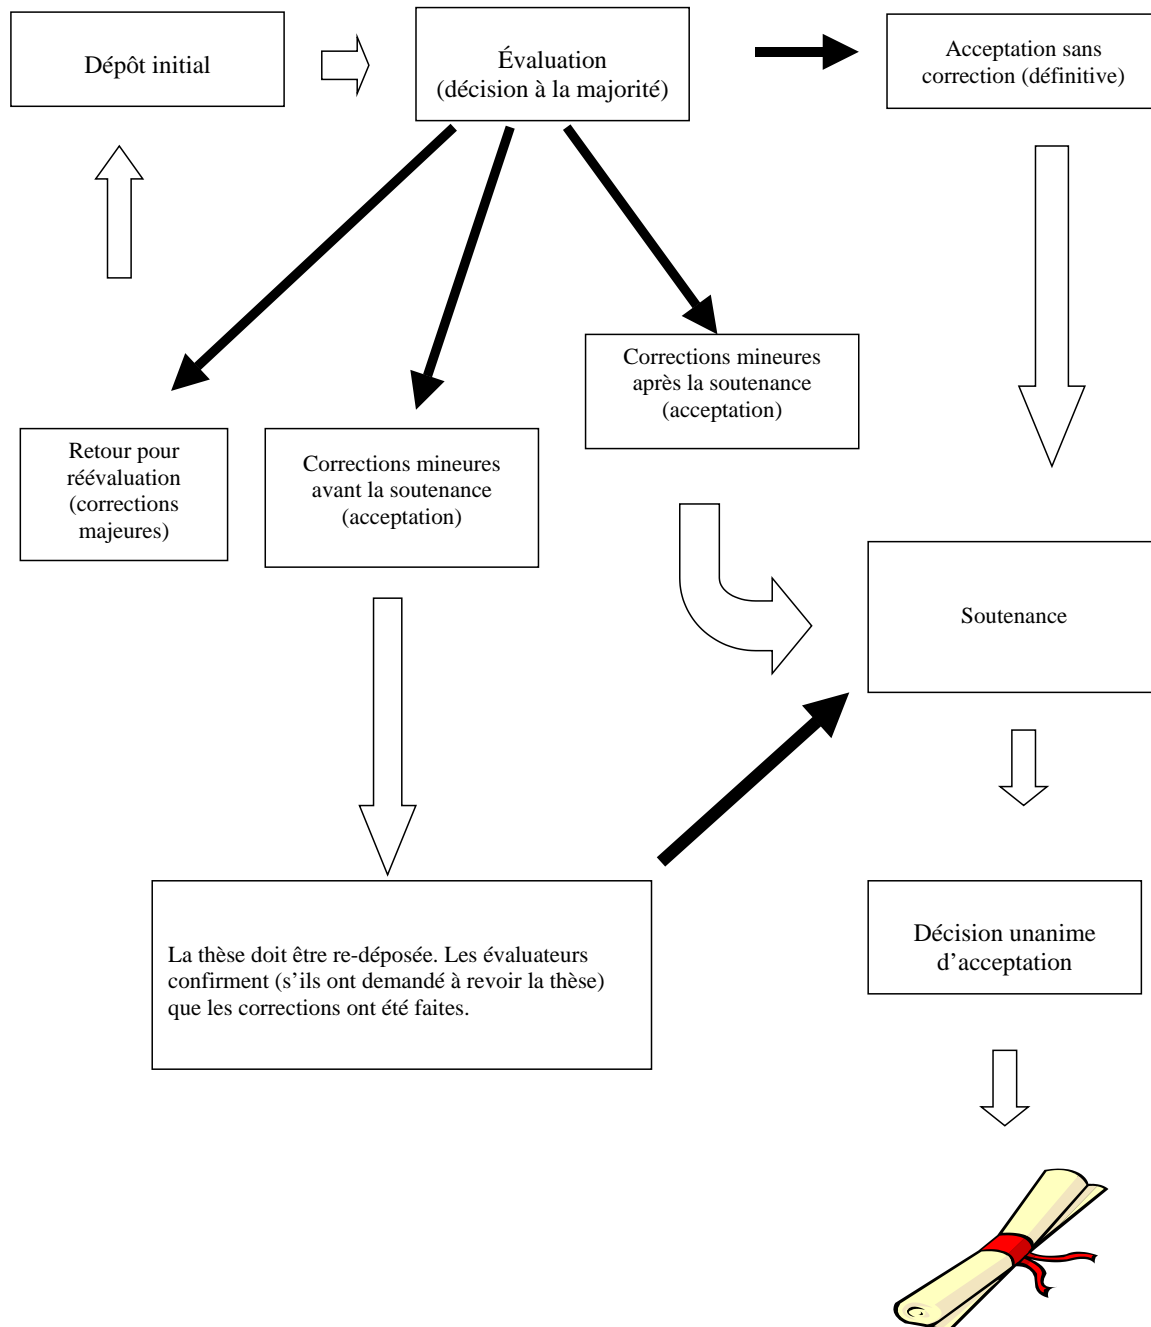 Dépôt initial
Évaluation
(décision à la majorité)
Acceptation sans
correction (définitive)
Corrections mineures
après la soutenance
(acceptation)
Retour pour
réévaluation
(corrections
majeures)
Corrections mineures
avant la soutenance
(acceptation)
Soutenance
La thèse doit être re-déposée. Les évaluateurs
confirment (s’ils ont demandé à revoir la thèse)
que les corrections ont été faites.
Décision unanime
d’acceptation